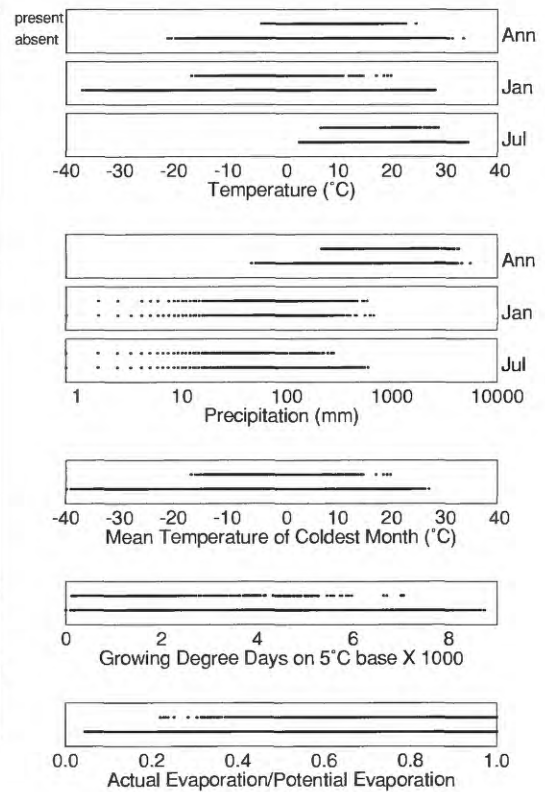 present
absent
Ann
Jan
Jul
-40 -30 -20 -10 0 10 20 30 40
Temperature (˚C)
Ann
Jan
Jul
1 10 100 1000 10000
Precipitation (mm)
-40 -30 -20 -10 0 10 20 30 40
Mean Temperature of Coldest Month (˚C)
0 2 4 6 8
Growing Degree Days on 5˚C base X 1000
0.0 0.2 0.4 0.6 0.8 1.0
Actual Evaporation/Potential Evaporation